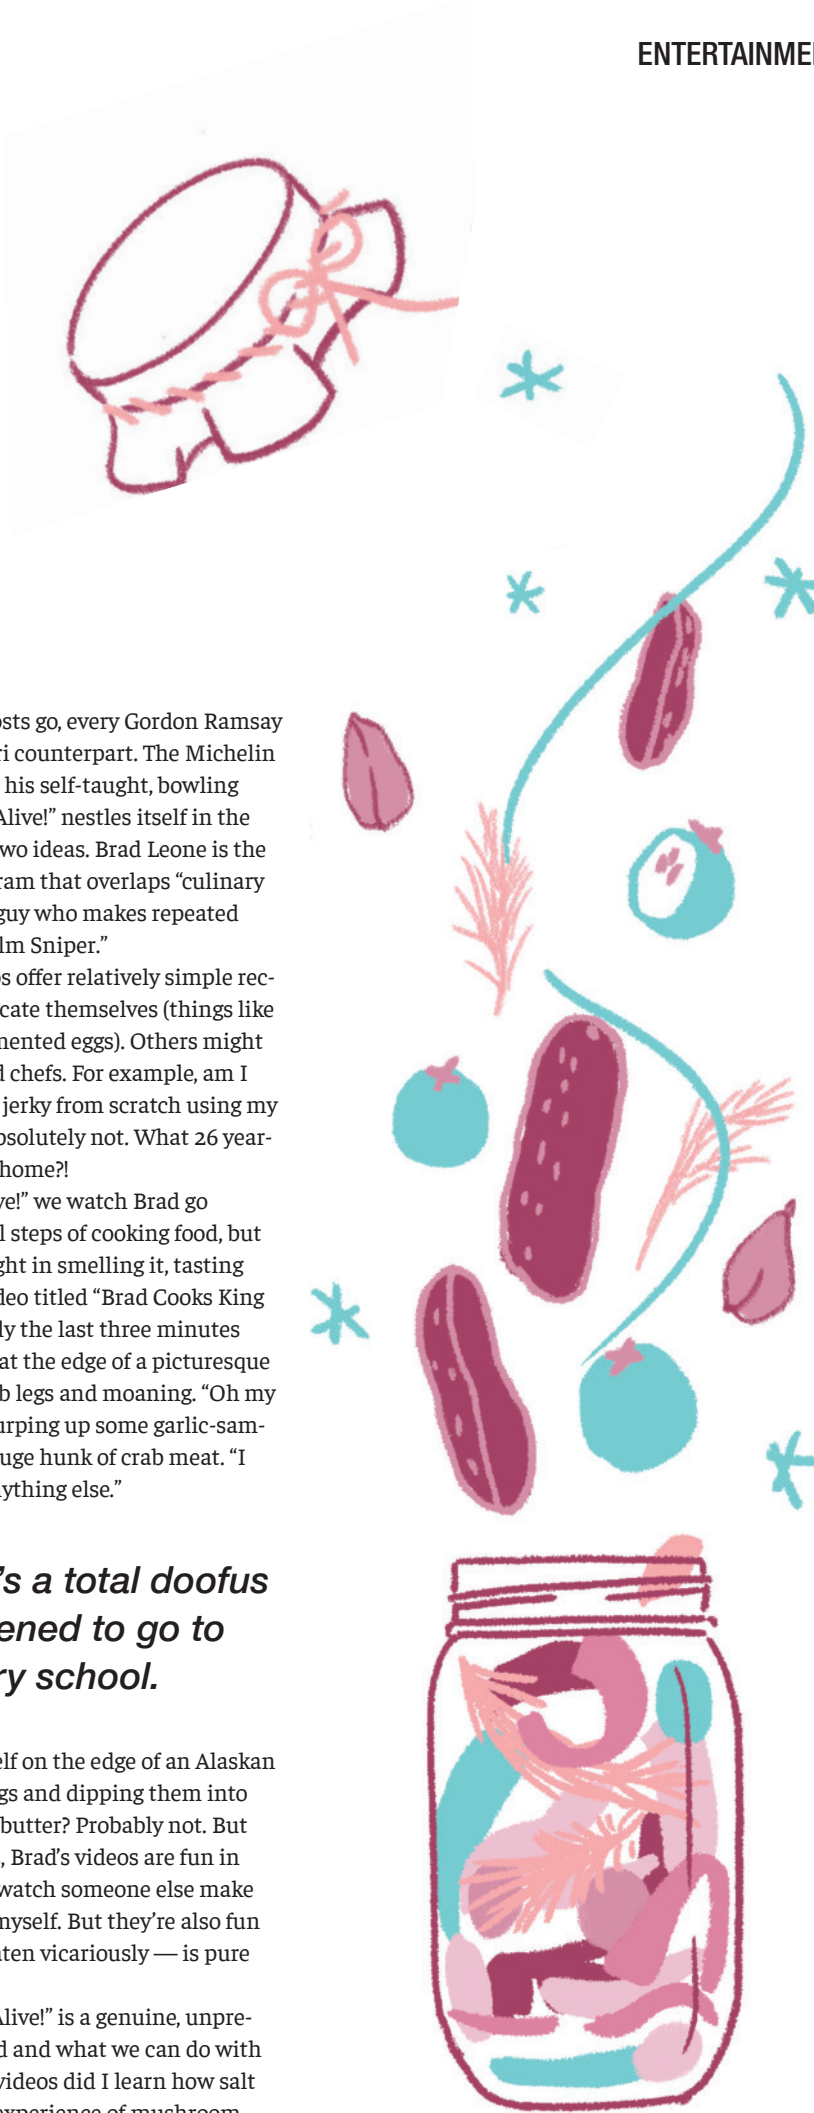 ENTERTAINME
osts go, every Gordon Ramsay
ri counterpart. The Michelin
his self-taught, bowling
Alive!” nestles itself in the
wo ideas. Brad Leone is the
ram that overlaps “culinary
guy who makes repeated
lm Sniper.”
os offer relatively simple rec-
cate themselves (things like
mented eggs). Others might
d chefs. For example, am I
jerky from scratch using my
bsolutely not. What 26 year-
home?!
ve!” we watch Brad go
l steps of cooking food, but
ght in smelling it, tasting
deo titled “Brad Cooks King
ly the last three minutes
at the edge of a picturesque
b legs and moaning. “Oh my
urping up some garlic-sam-
uge hunk of crab meat. “I
nything else.”
’s a total doofus
ened to go to
ry school.
elf on the edge of an Alaskan
gs and dipping them into
butter? Probably not. But
, Brad’s videos are fun in
watch someone else make
myself. But they’re also fun
aten vicariously — is pure
Alive!” is a genuine, unpre-
d and what we can do with
videos did I learn how salt
experience of mushroom